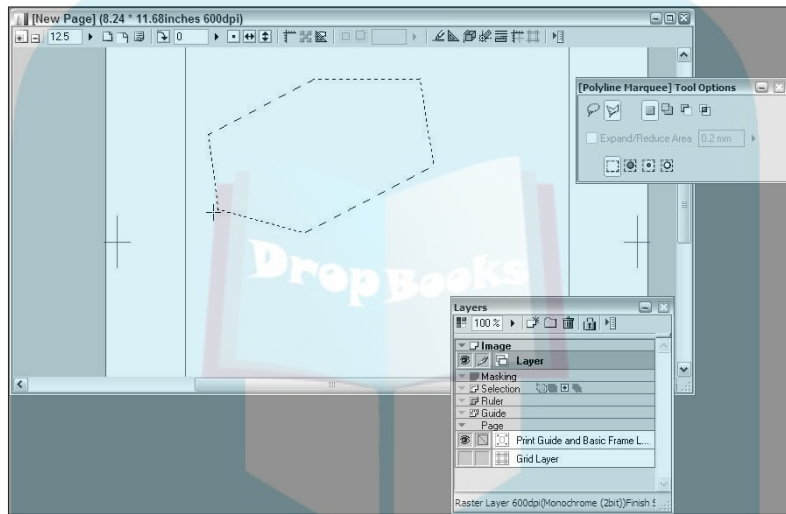 [New Page] (8.24 * 11.68inches 600dpi)
12.5
0
[Polyline Marquee] Tool Options
Expand/Reduce Area 0.2 mm
DropBooks
Layers
100 %
Image
Layer
Masking
Selection
Ruler
Guide
Page
Print Guide and Basic Frame L...
Grid Layer
Raster Layer 600dpi(Monochrome (2bit))Finish S